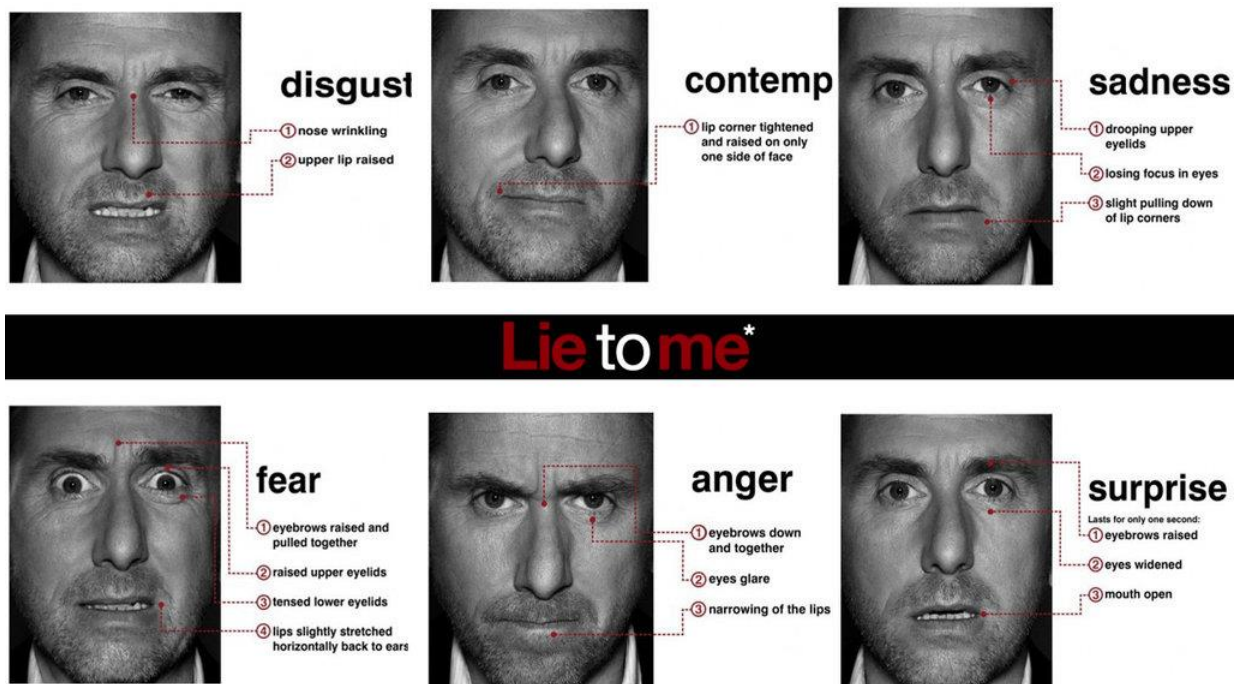 disgust
① nose wrinkling
② upper lip raised
contemp
① lip corner tightened
and raised on only
one side of face
sadness
① drooping upper
eyelids
② losing focus in eyes
③ slight pulling down
of lip corners
Lie to me*
fear
① eyebrows raised and
pulled together
② raised upper eyelids
③ tensed lower eyelids
④ lips slightly stretched
horizontally back to ears
anger
① eyebrows down
and together
② eyes glare
③ narrowing of the lips
surprise
Lasts for only one second:
① eyebrows raised
② eyes widened
③ mouth open